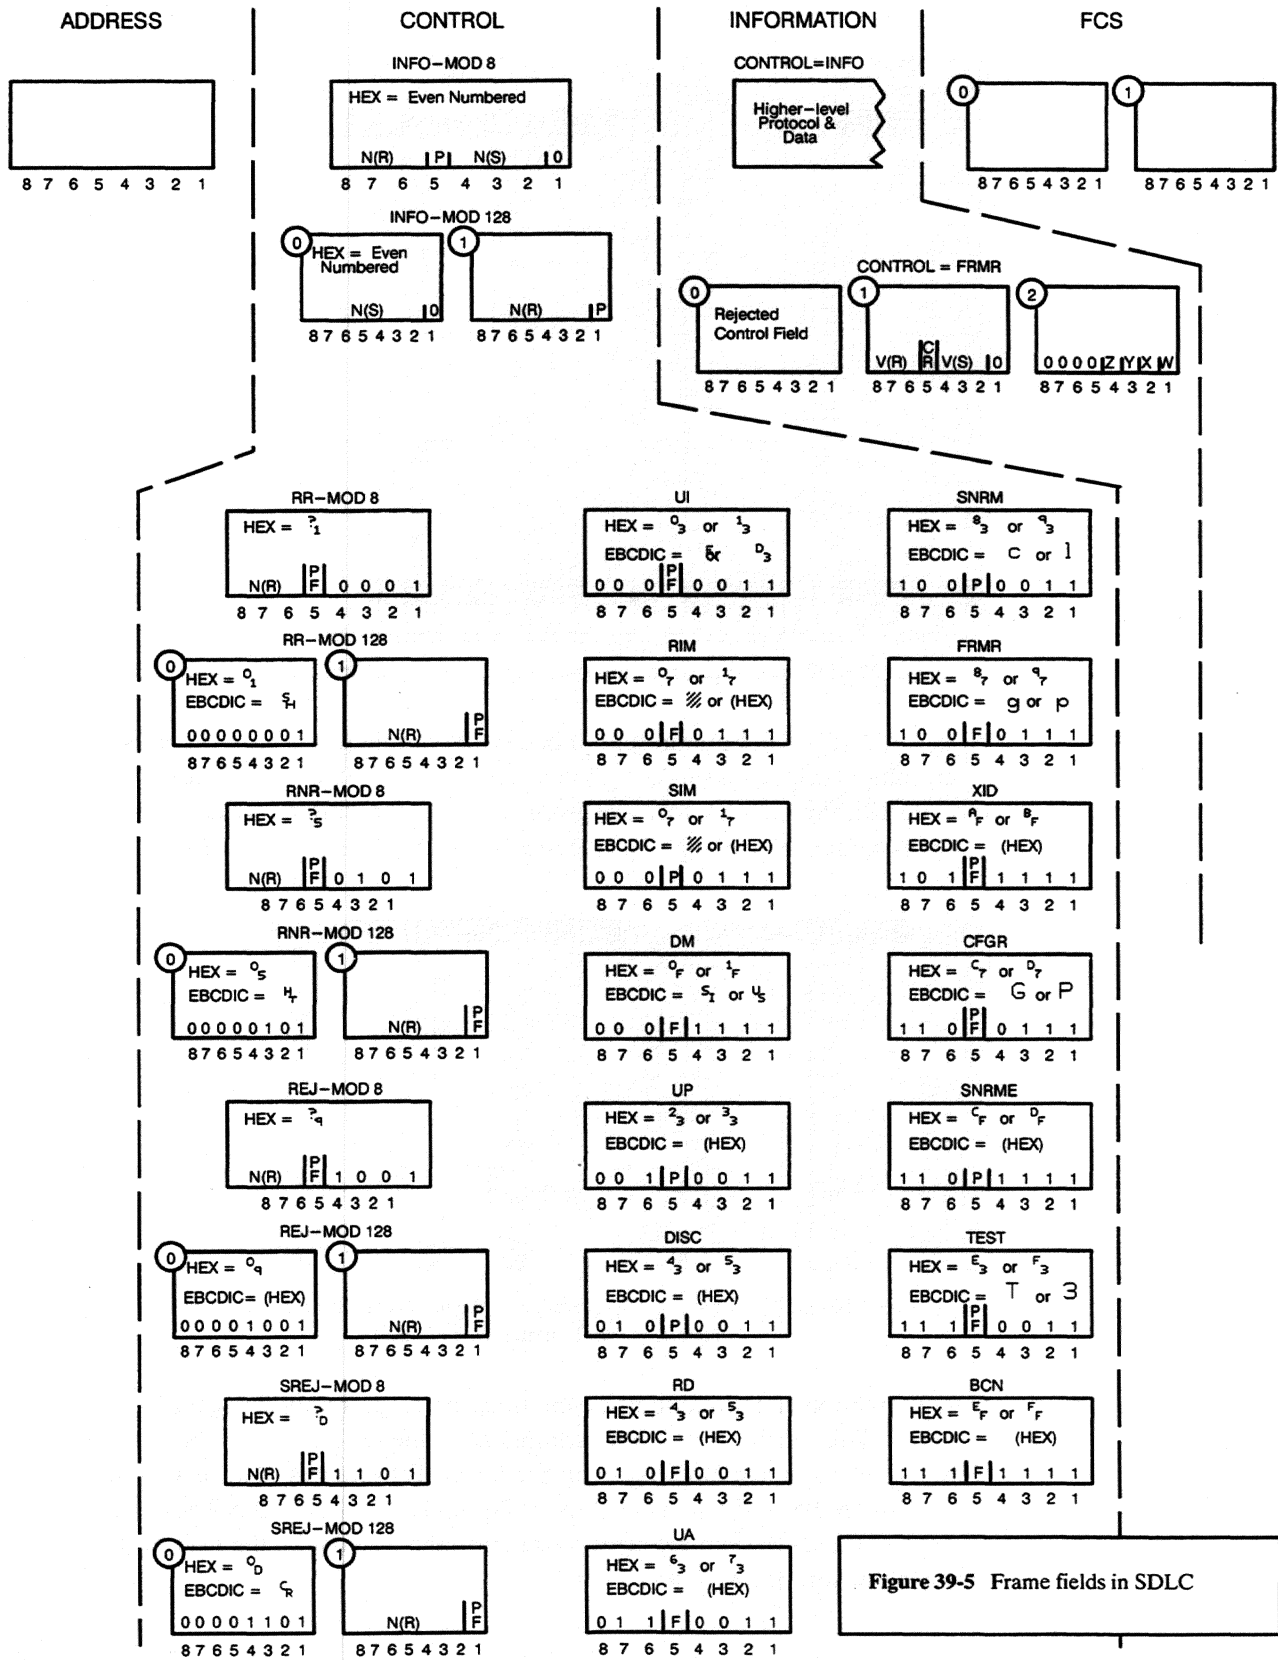 ADDRESS
CONTROL
INFORMATION
FCS
8 7 6 5 4 3 2 1
INFO-MOD 8
HEX = Even Numbered
N(R) P N(S) 0
8 7 6 5 4 3 2 1
CONTROL=INFO
Higher-level
Protocol &
Data
0
8 7 6 5 4 3 2 1
1
8 7 6 5 4 3 2 1
INFO-MOD 128
0
HEX = Even
Numbered
N(S) 0
8 7 6 5 4 3 2 1
1
N(R) P
8 7 6 5 4 3 2 1
CONTROL = FRMR
0
Rejected
Control Field
8 7 6 5 4 3 2 1
1
V(R) C R V(S) 0
8 7 6 5 4 3 2 1
2
0 0 0 0 Z Y X W
8 7 6 5 4 3 2 1
RR-MOD 8
HEX = ?1
N(R) P F 0 0 0 1
8 7 6 5 4 3 2 1
RR-MOD 128
0
HEX = 01
EBCDIC = SH
0 0 0 0 0 0 0 1
8 7 6 5 4 3 2 1
1
N(R) P F
8 7 6 5 4 3 2 1
RNR-MOD 8
HEX = ?5
N(R) P F 0 1 0 1
8 7 6 5 4 3 2 1
RNR-MOD 128
0
HEX = 05
EBCDIC = HT
0 0 0 0 0 1 0 1
8 7 6 5 4 3 2 1
1
N(R) P F
8 7 6 5 4 3 2 1
REJ-MOD 8
HEX = ?9
N(R) P F 1 0 0 1
8 7 6 5 4 3 2 1
REJ-MOD 128
0
HEX = 09
EBCDIC= (HEX)
0 0 0 0 1 0 0 1
8 7 6 5 4 3 2 1
1
N(R) P F
8 7 6 5 4 3 2 1
SREJ-MOD 8
HEX = ?D
N(R) P F 1 1 0 1
8 7 6 5 4 3 2 1
SREJ-MOD 128
0
HEX = 0D
EBCDIC = CR
0 0 0 0 1 1 0 1
8 7 6 5 4 3 2 1
1
N(R) P F
8 7 6 5 4 3 2 1
UI
HEX = 03 or 13
EBCDIC = or D3
0 0 0 P F 0 0 1 1
8 7 6 5 4 3 2 1
RIM
HEX = 07 or 17
EBCDIC = or (HEX)
0 0 0 F 0 1 1 1
8 7 6 5 4 3 2 1
SIM
HEX = 07 or 17
EBCDIC = or (HEX)
0 0 0 P 0 1 1 1
8 7 6 5 4 3 2 1
DM
HEX = 0F or 1F
EBCDIC = SI or US
0 0 0 F 1 1 1 1
8 7 6 5 4 3 2 1
UP
HEX = 23 or 33
EBCDIC = (HEX)
0 0 1 P 0 0 1 1
8 7 6 5 4 3 2 1
DISC
HEX = 43 or 53
EBCDIC = (HEX)
0 1 0 P 0 0 1 1
8 7 6 5 4 3 2 1
RD
HEX = 43 or 53
EBCDIC = (HEX)
0 1 0 F 0 0 1 1
8 7 6 5 4 3 2 1
UA
HEX = 63 or 73
EBCDIC = (HEX)
0 1 1 F 0 0 1 1
8 7 6 5 4 3 2 1
SNRM
HEX = 83 or 93
EBCDIC = c or l
1 0 0 P 0 0 1 1
8 7 6 5 4 3 2 1
FRMR
HEX = 87 or 97
EBCDIC = g or p
1 0 0 F 0 1 1 1
8 7 6 5 4 3 2 1
XID
HEX = AF or BF
EBCDIC = (HEX)
1 0 1 P F 1 1 1 1
8 7 6 5 4 3 2 1
CFGR
HEX = C7 or D7
EBCDIC = G or P
1 1 0 P F 0 1 1 1
8 7 6 5 4 3 2 1
SNRME
HEX = CF or DF
EBCDIC = (HEX)
1 1 0 P 1 1 1 1
8 7 6 5 4 3 2 1
TEST
HEX = E3 or F3
EBCDIC = T or 3
1 1 1 P F 0 0 1 1
8 7 6 5 4 3 2 1
BCN
HEX = EF or FF
EBCDIC = (HEX)
1 1 1 F 1 1 1 1
8 7 6 5 4 3 2 1
Figure 39-5 Frame fields in SDLC